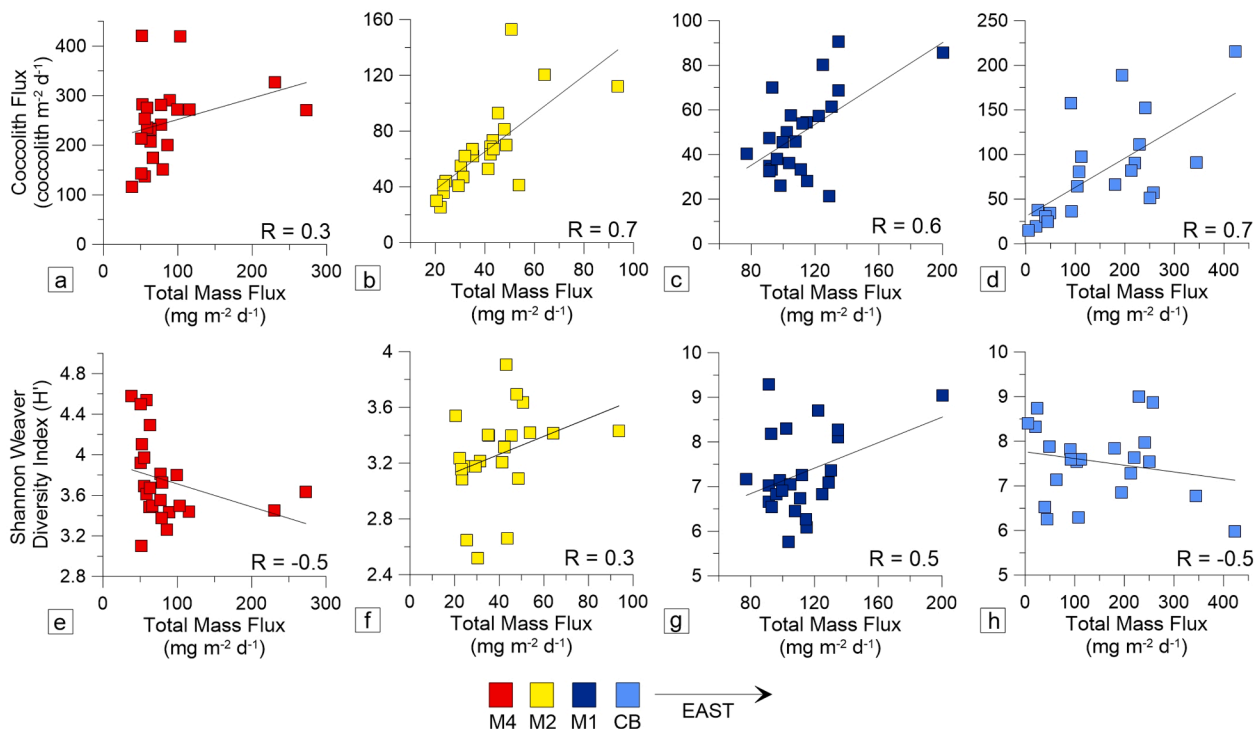 Coccolith Flux
(coccolith m-2 d-1)
400
300
200
100
0
0
100
200
300
R = 0.3
a
Total Mass Flux
(mg m-2 d-1)
160
120
80
40
0
20
40
60
80
100
R = 0.7
b
Total Mass Flux
(mg m-2 d-1)
100
80
60
40
20
0
80
120
160
200
R = 0.6
c
Total Mass Flux
(mg m-2 d-1)
250
200
150
100
50
0
0
100
200
300
400
R = 0.7
d
Total Mass Flux
(mg m-2 d-1)
Shannon Weaver
Diversity Index (H')
4.8
4.4
4
3.6
3.2
2.8
0
100
200
300
R = -0.5
e
Total Mass Flux
(mg m-2 d-1)
4
3.6
3.2
2.8
2.4
0
20
40
60
80
100
R = 0.3
f
Total Mass Flux
(mg m-2 d-1)
10
9
8
7
6
5
80
120
160
200
R = 0.5
g
Total Mass Flux
(mg m-2 d-1)
10
9
8
7
6
5
0
100
200
300
400
R = -0.5
h
Total Mass Flux
(mg m-2 d-1)
M4 M2 M1 CB
EAST